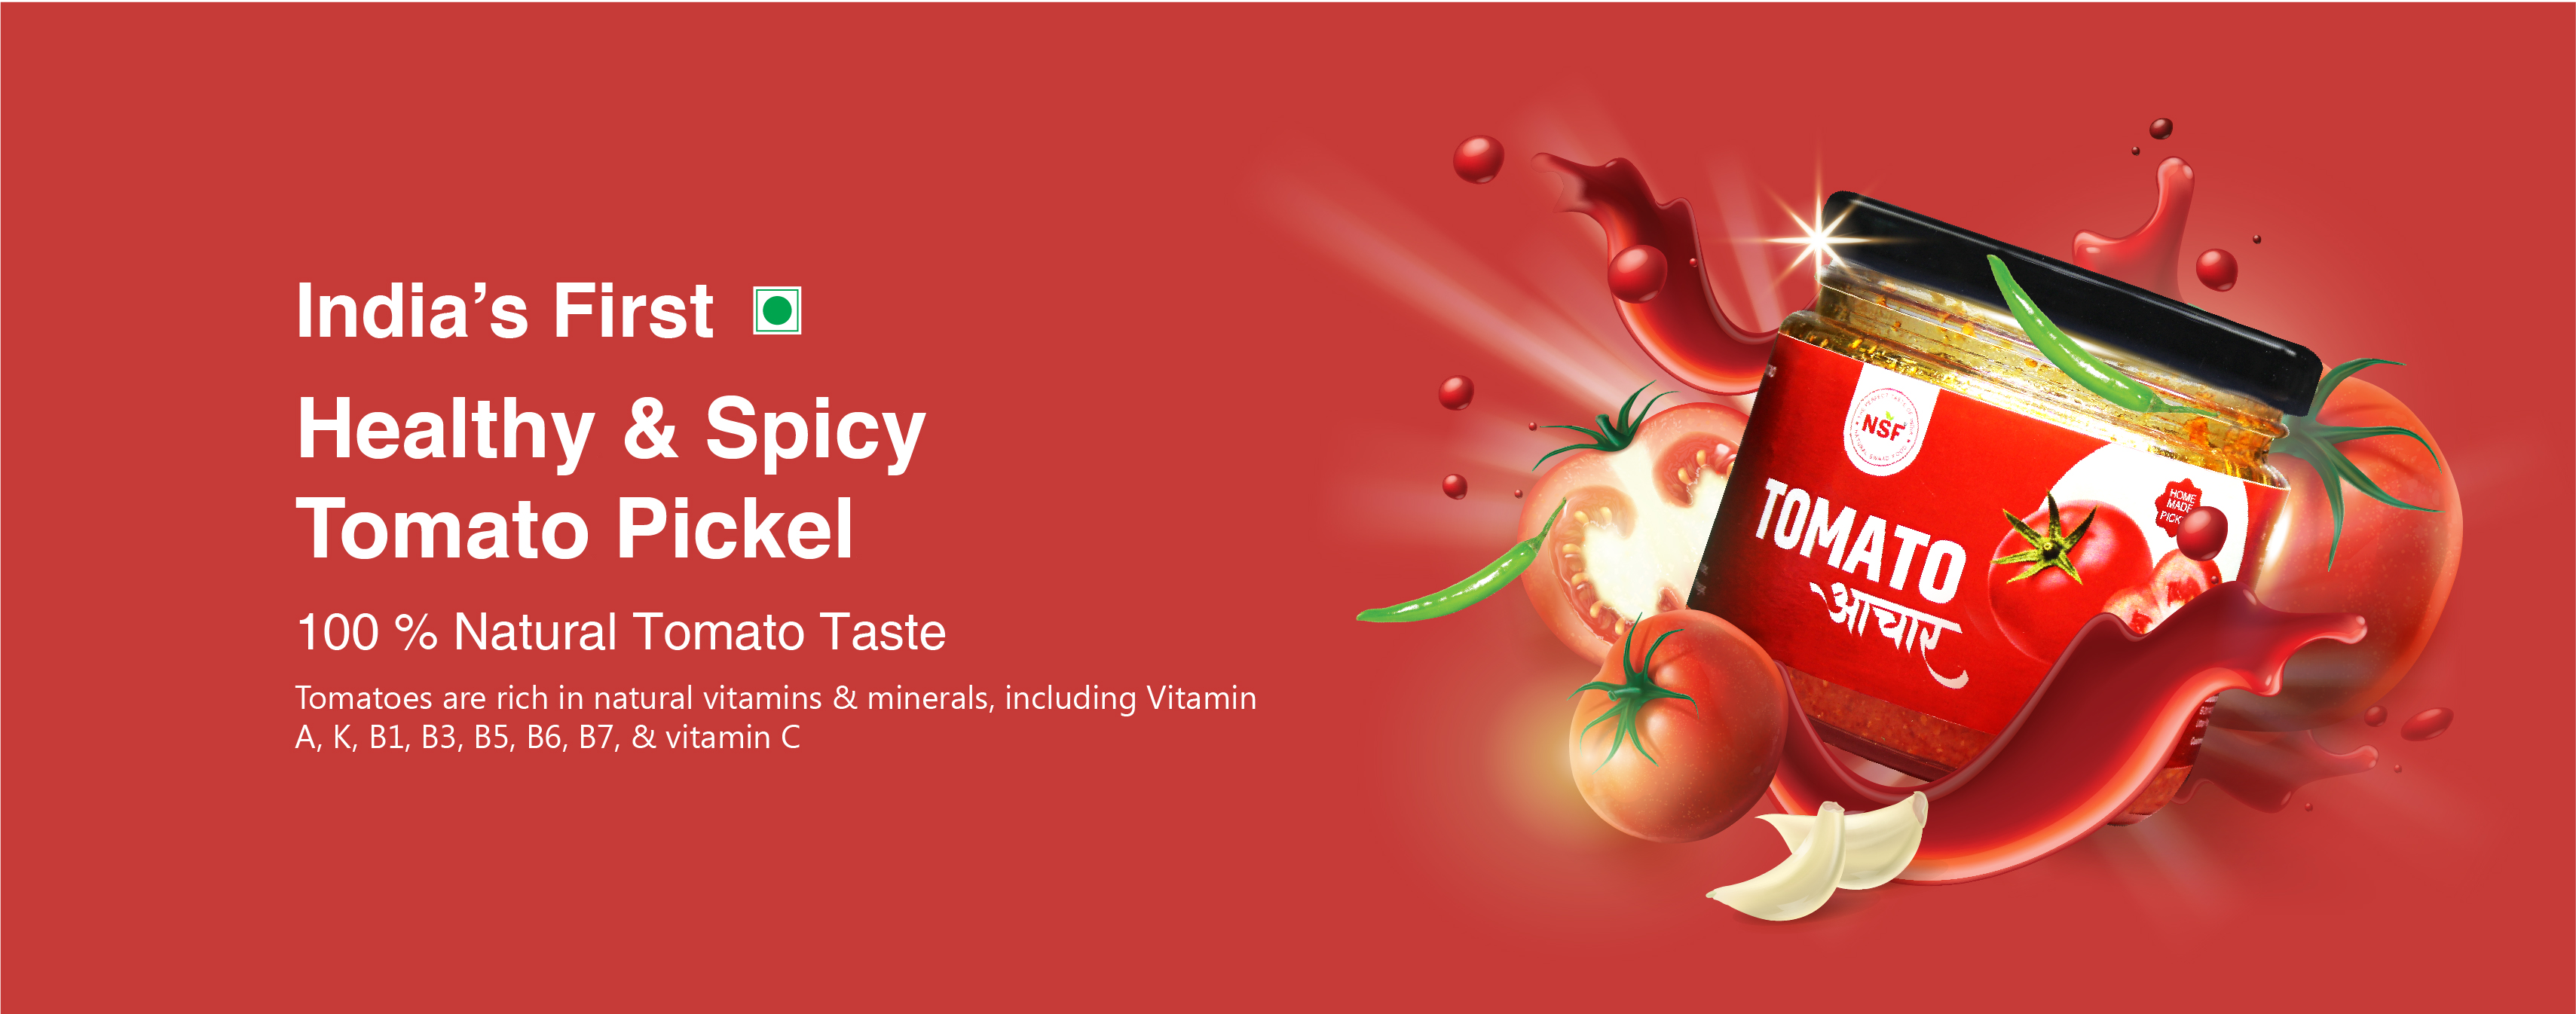 India’s First
Healthy & Spicy
Tomato Pickel
100 % Natural Tomato Taste
Tomatoes are rich in natural vitamins & minerals, including Vitamin
A, K, B1, B3, B5, B6, B7, & vitamin C
NSF
TOMATO
आचार
HOME
MADE